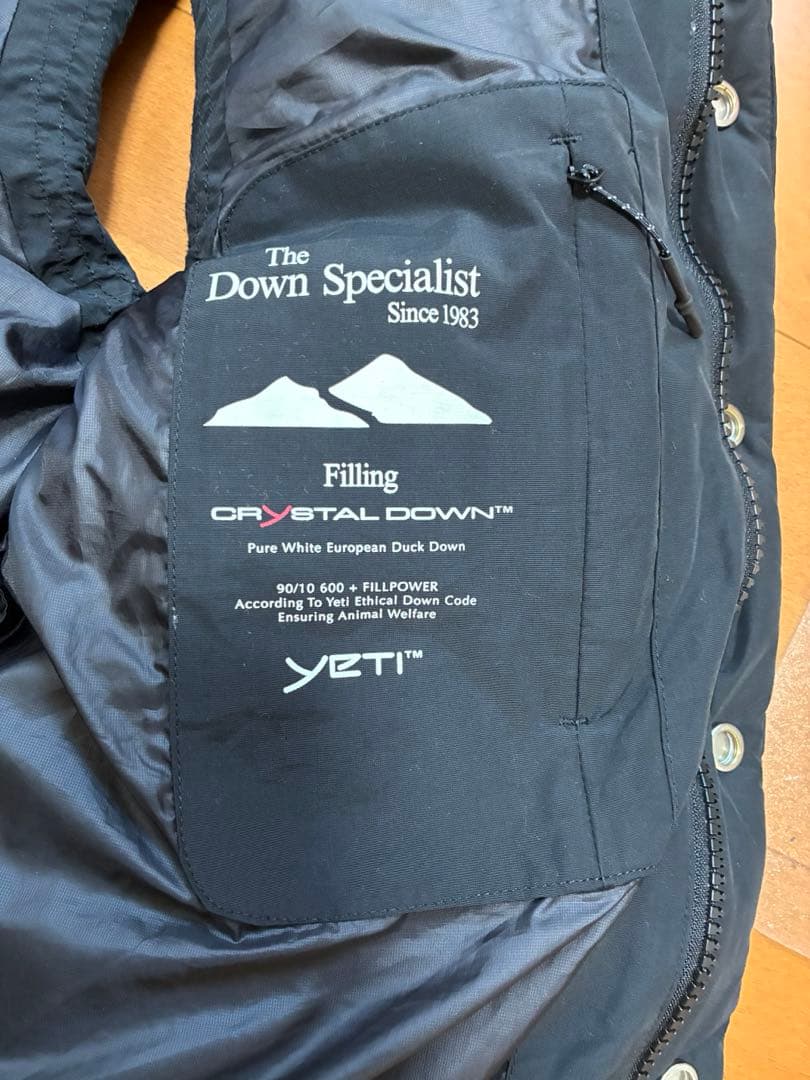 The
Down Specialist
Since 1983
Filling
CRYSTAL DOWN™
Pure White European Duck Down
90/10 600 + FILLPOWER
According To Yeti Ethical Down Code
Ensuring Animal Welfare
YETI™